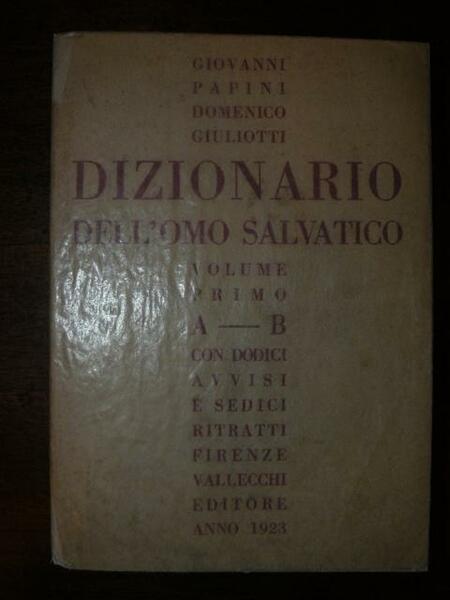 GIOVANNI
PAPINI
DOMENICO
GIULIOTTI
DIZIONARIO
DELL'OMO SALVATICO
VOLUME
PRIMO
A — B
CON DODICI
AVVISI
E SEDICI
RITRATTI
FIRENZE
VALLECCHI
EDITORE
ANNO 1923